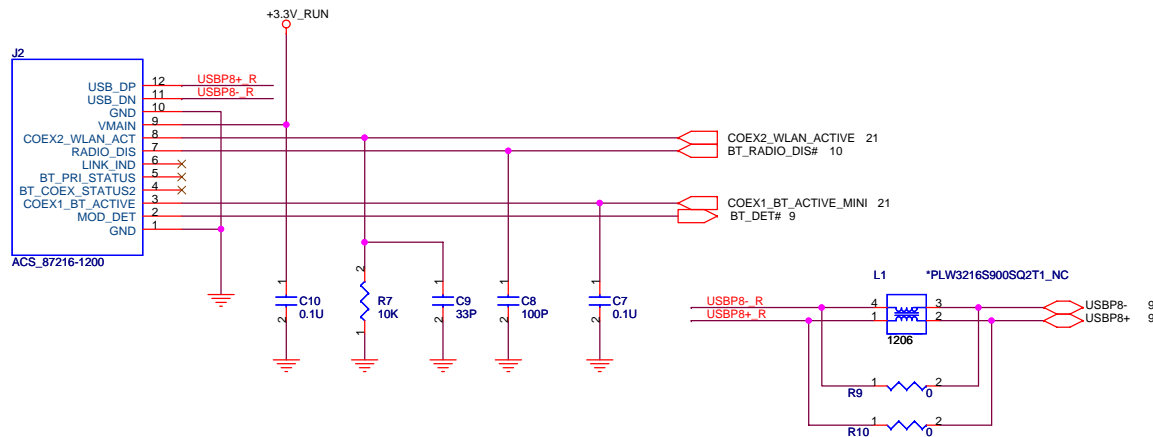 +3.3V_RUN
J2
USB_DP 12 USBP8+_R
USB_DN 11 USBP8-_R
GND 10
VMAIN 9
COEX2_WLAN_ACT 8 COEX2_WLAN_ACTIVE 21
RADIO_DIS 7 BT_RADIO_DIS# 10
LINK_IND 6
BT_PRI_STATUS 5
BT_COEX_STATUS2 4
COEX1_BT_ACTIVE 3 COEX1_BT_ACTIVE_MINI 21
MOD_DET 2 BT_DET# 9
GND 1
ACS_87216-1200
1 C10 0.1U 2
2 R7 10K 1
1 C9 33P 2
1 C8 100P 2
1 C7 0.1U 2
L1 *PLW3216S900SQ2T1_NC
USBP8-_R 4 3 USBP8- 9
USBP8+_R 1 2 USBP8+ 9
1206
R9 1 2 0
R10 1 2 0